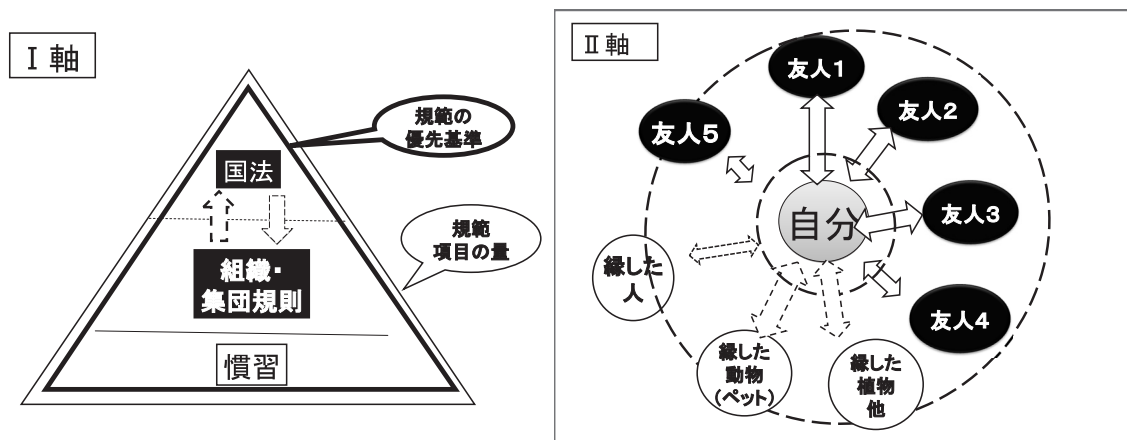 Ⅰ軸
規範の
優先基準
国法
規範
項目の量
組織・
集団規則
慣習
Ⅱ軸
友人1
友人2
友人5
友人3
自分
縁した
人
友人4
縁した
動物
(ペット)
縁した
植物
他